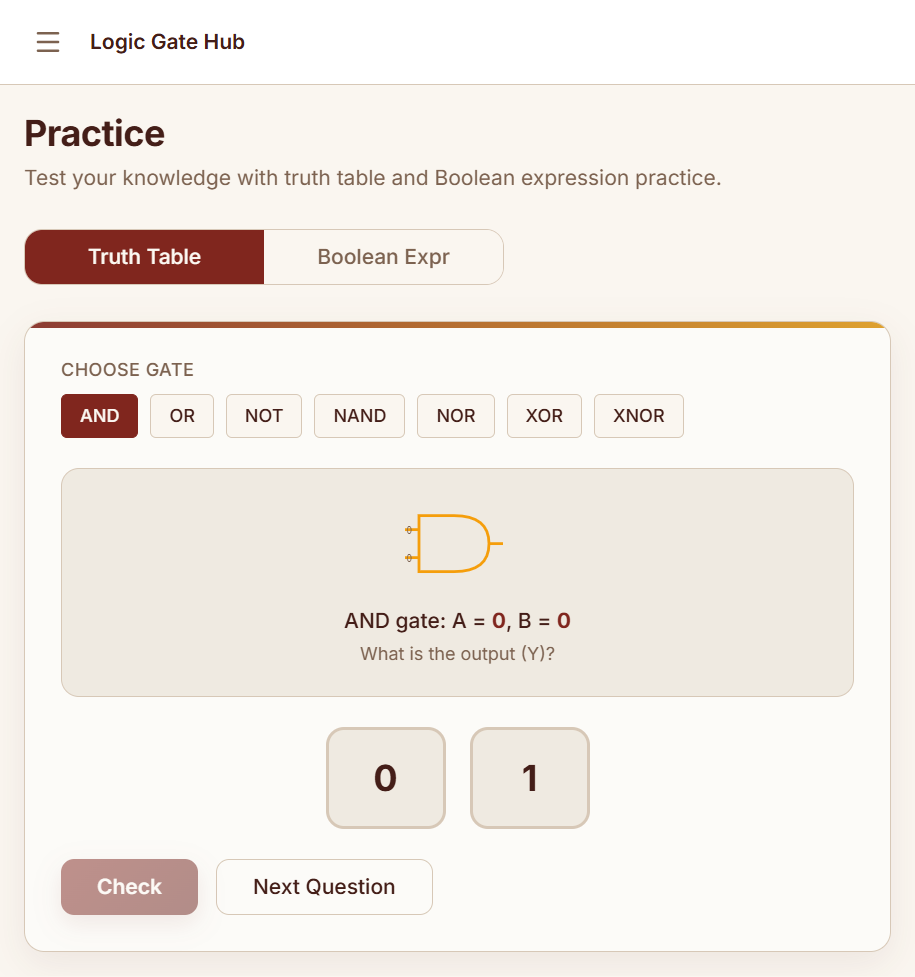 Logic Gate Hub
Practice
Test your knowledge with truth table and Boolean expression practice.
Truth Table Boolean Expr
CHOOSE GATE
AND OR NOT NAND NOR XOR XNOR
0
0
AND gate: A = 0, B = 0
What is the output (Y)?
0 1
Check Next Question